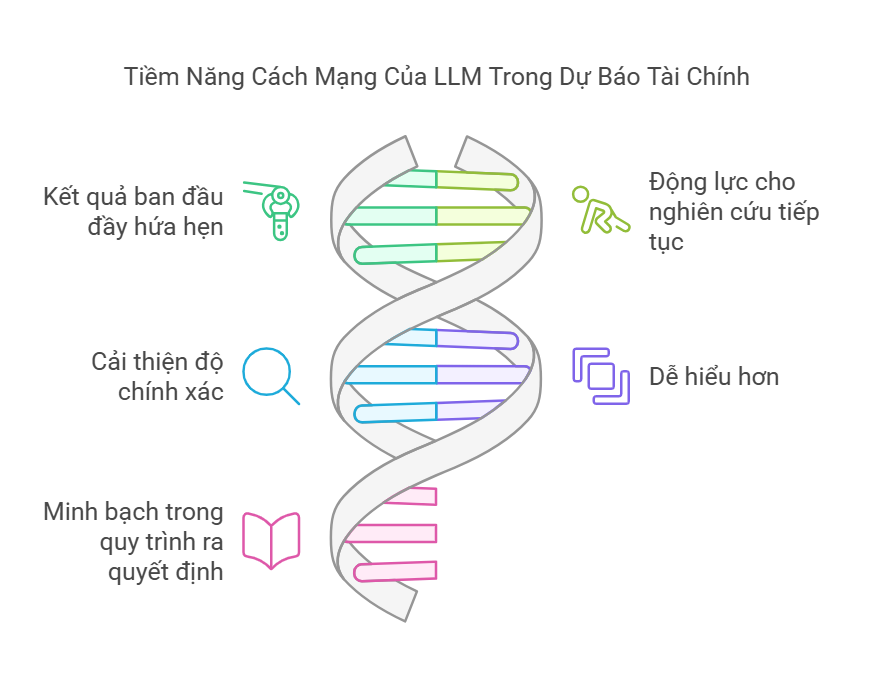 Tiềm Năng Cách Mạng Của LLM Trong Dự Báo Tài Chính
Kết quả ban đầu
đầy hứa hẹn
Động lực cho
nghiên cứu tiếp
tục
Cải thiện độ
chính xác
Dễ hiểu hơn
Minh bạch trong
quy trình ra
quyết định